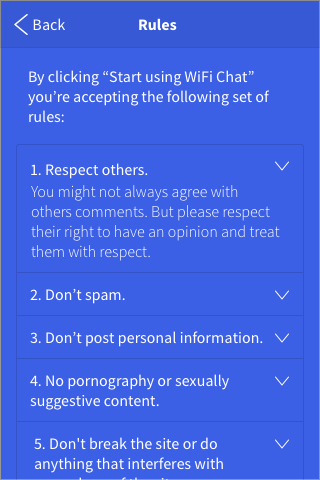 Back
Rules
By clicking “Start using WiFi Chat”
you’re accepting the following set of
rules:
1. Respect others.
You might not always agree with
others comments. But please respect
their right to have an opinion and treat
them with respect.
2. Don’t spam.
3. Don’t post personal information.
4. No pornography or sexually
suggestive content.
5. Don't break the site or do
anything that interferes with